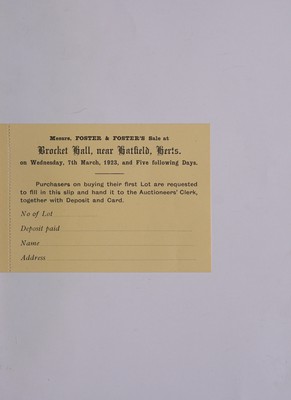 Messrs. FOSTER & FOSTER'S Sale at
Brocket Hall, near Hatfield, Herts.
on Wednesday, 7th March, 1923, and Five following Days.
Purchasers on buying their first Lot are requested
to fill in this slip and hand it to the Auctioneers' Clerk,
together with Deposit and Card.
No of Lot
Deposit paid
Name
Address